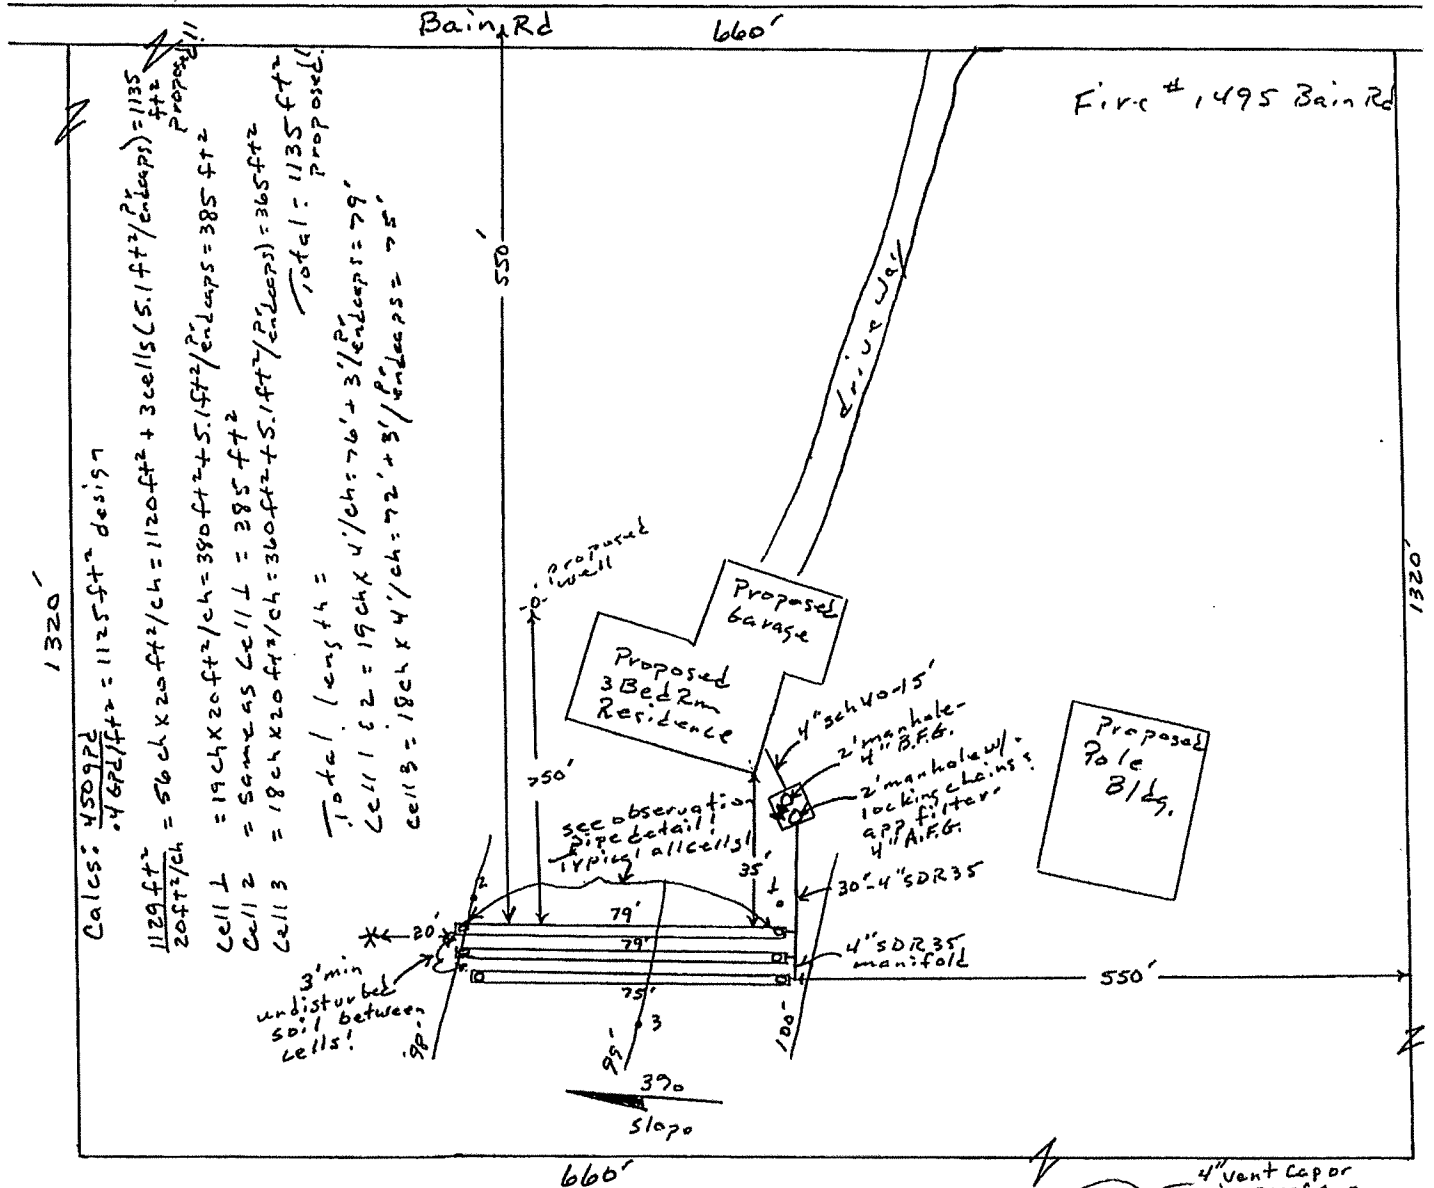 Bain Rd
660'
Fire # 1495 Bain Rd
Calcs: 450gpd
.4gpd/ft² = 1125ft² design
1129ft²
20ft²/ch = 56ch x 20ft²/ch = 1120ft² + 3cells(5.1ft²/pr endcaps) = 1135 ft² proposed!!
Cell 1 = 19ch x 20ft²/ch = 380ft² + 5.1ft²/pr endcaps = 385 ft²
Cell 2 = same as Cell 1 = 385 ft²
Cell 3 = 18ch x 20ft²/ch = 360ft² + 5.1ft²/pr endcaps) = 365ft²
Total = 1135 ft² proposed!!
Total length =
Cell 1 & 2 = 19ch x 4'/ch = 76' + 3'/pr endcaps = 79'
Cell 3 = 18ch x 4'/ch = 72' + 3'/pr endcaps = 75'
1320'
550'
driveway
1320'
proposed
well
Proposed
Garage
Proposed
3 Bed Rm
Residence
Proposed
Pole
Bldg.
4" sch 40-15'
2' manhole-
4" B.F.G.
2' manhole w/
locking chains &
app filter-
4" A.F.G.
>50'
see observation
pipe detail!
Typical all cells!
35'
30'-4" SDR35
2
1
79'
20'
79'
4" SDR35
manifold
75'
550'
3' min
undisturbed
soil between
cells!
3
98'
99'
100'
3%
slope
660'
4" vent cap or